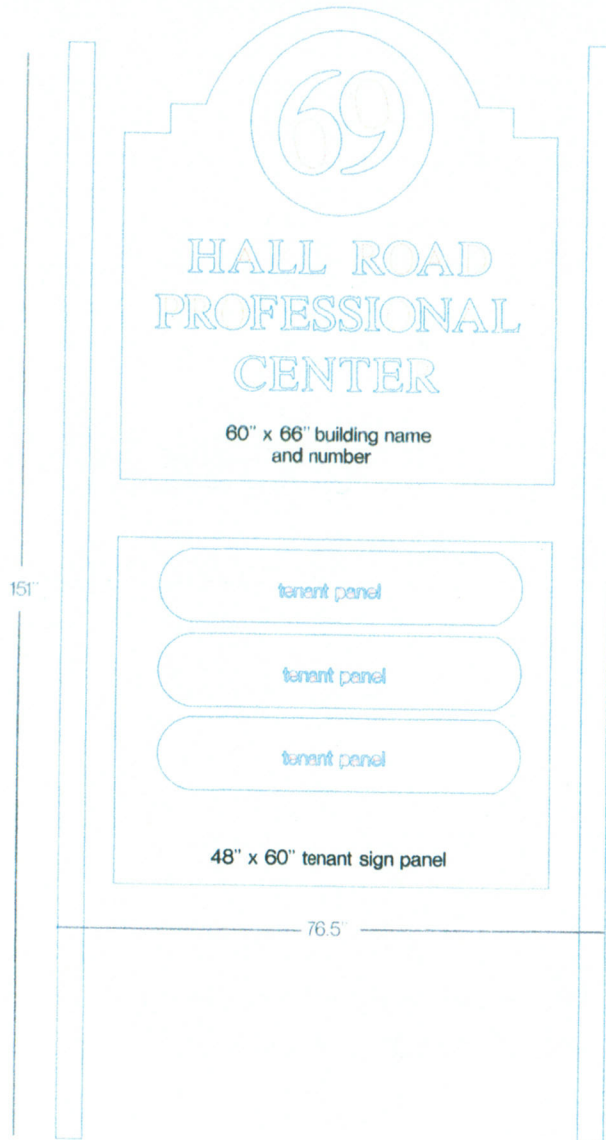 69
HALL ROAD
PROFESSIONAL
CENTER
60" x 66" building name
and number
151"
tenant panel
tenant panel
tenant panel
48" x 60" tenant sign panel
76.5"